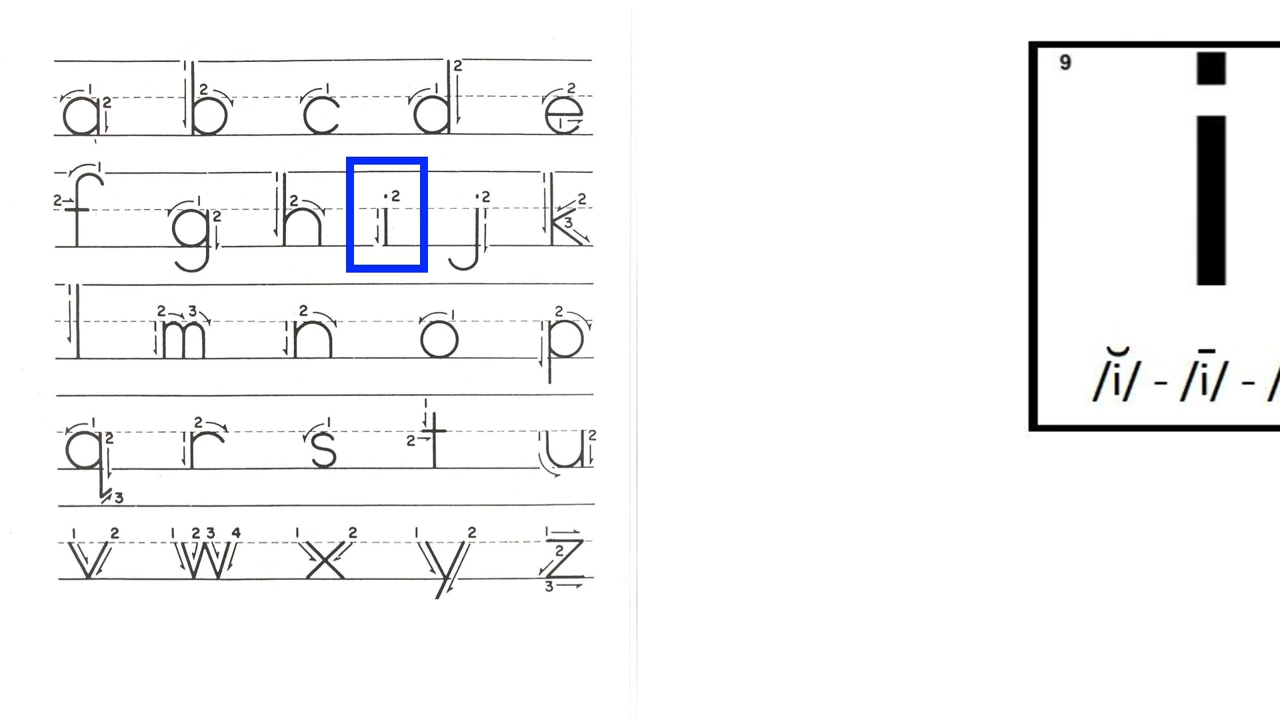 a b c d e
f g h i j k
l m n o p
q r s t u
v w x y z
9
i
/ĭ/ - /ī/ - /